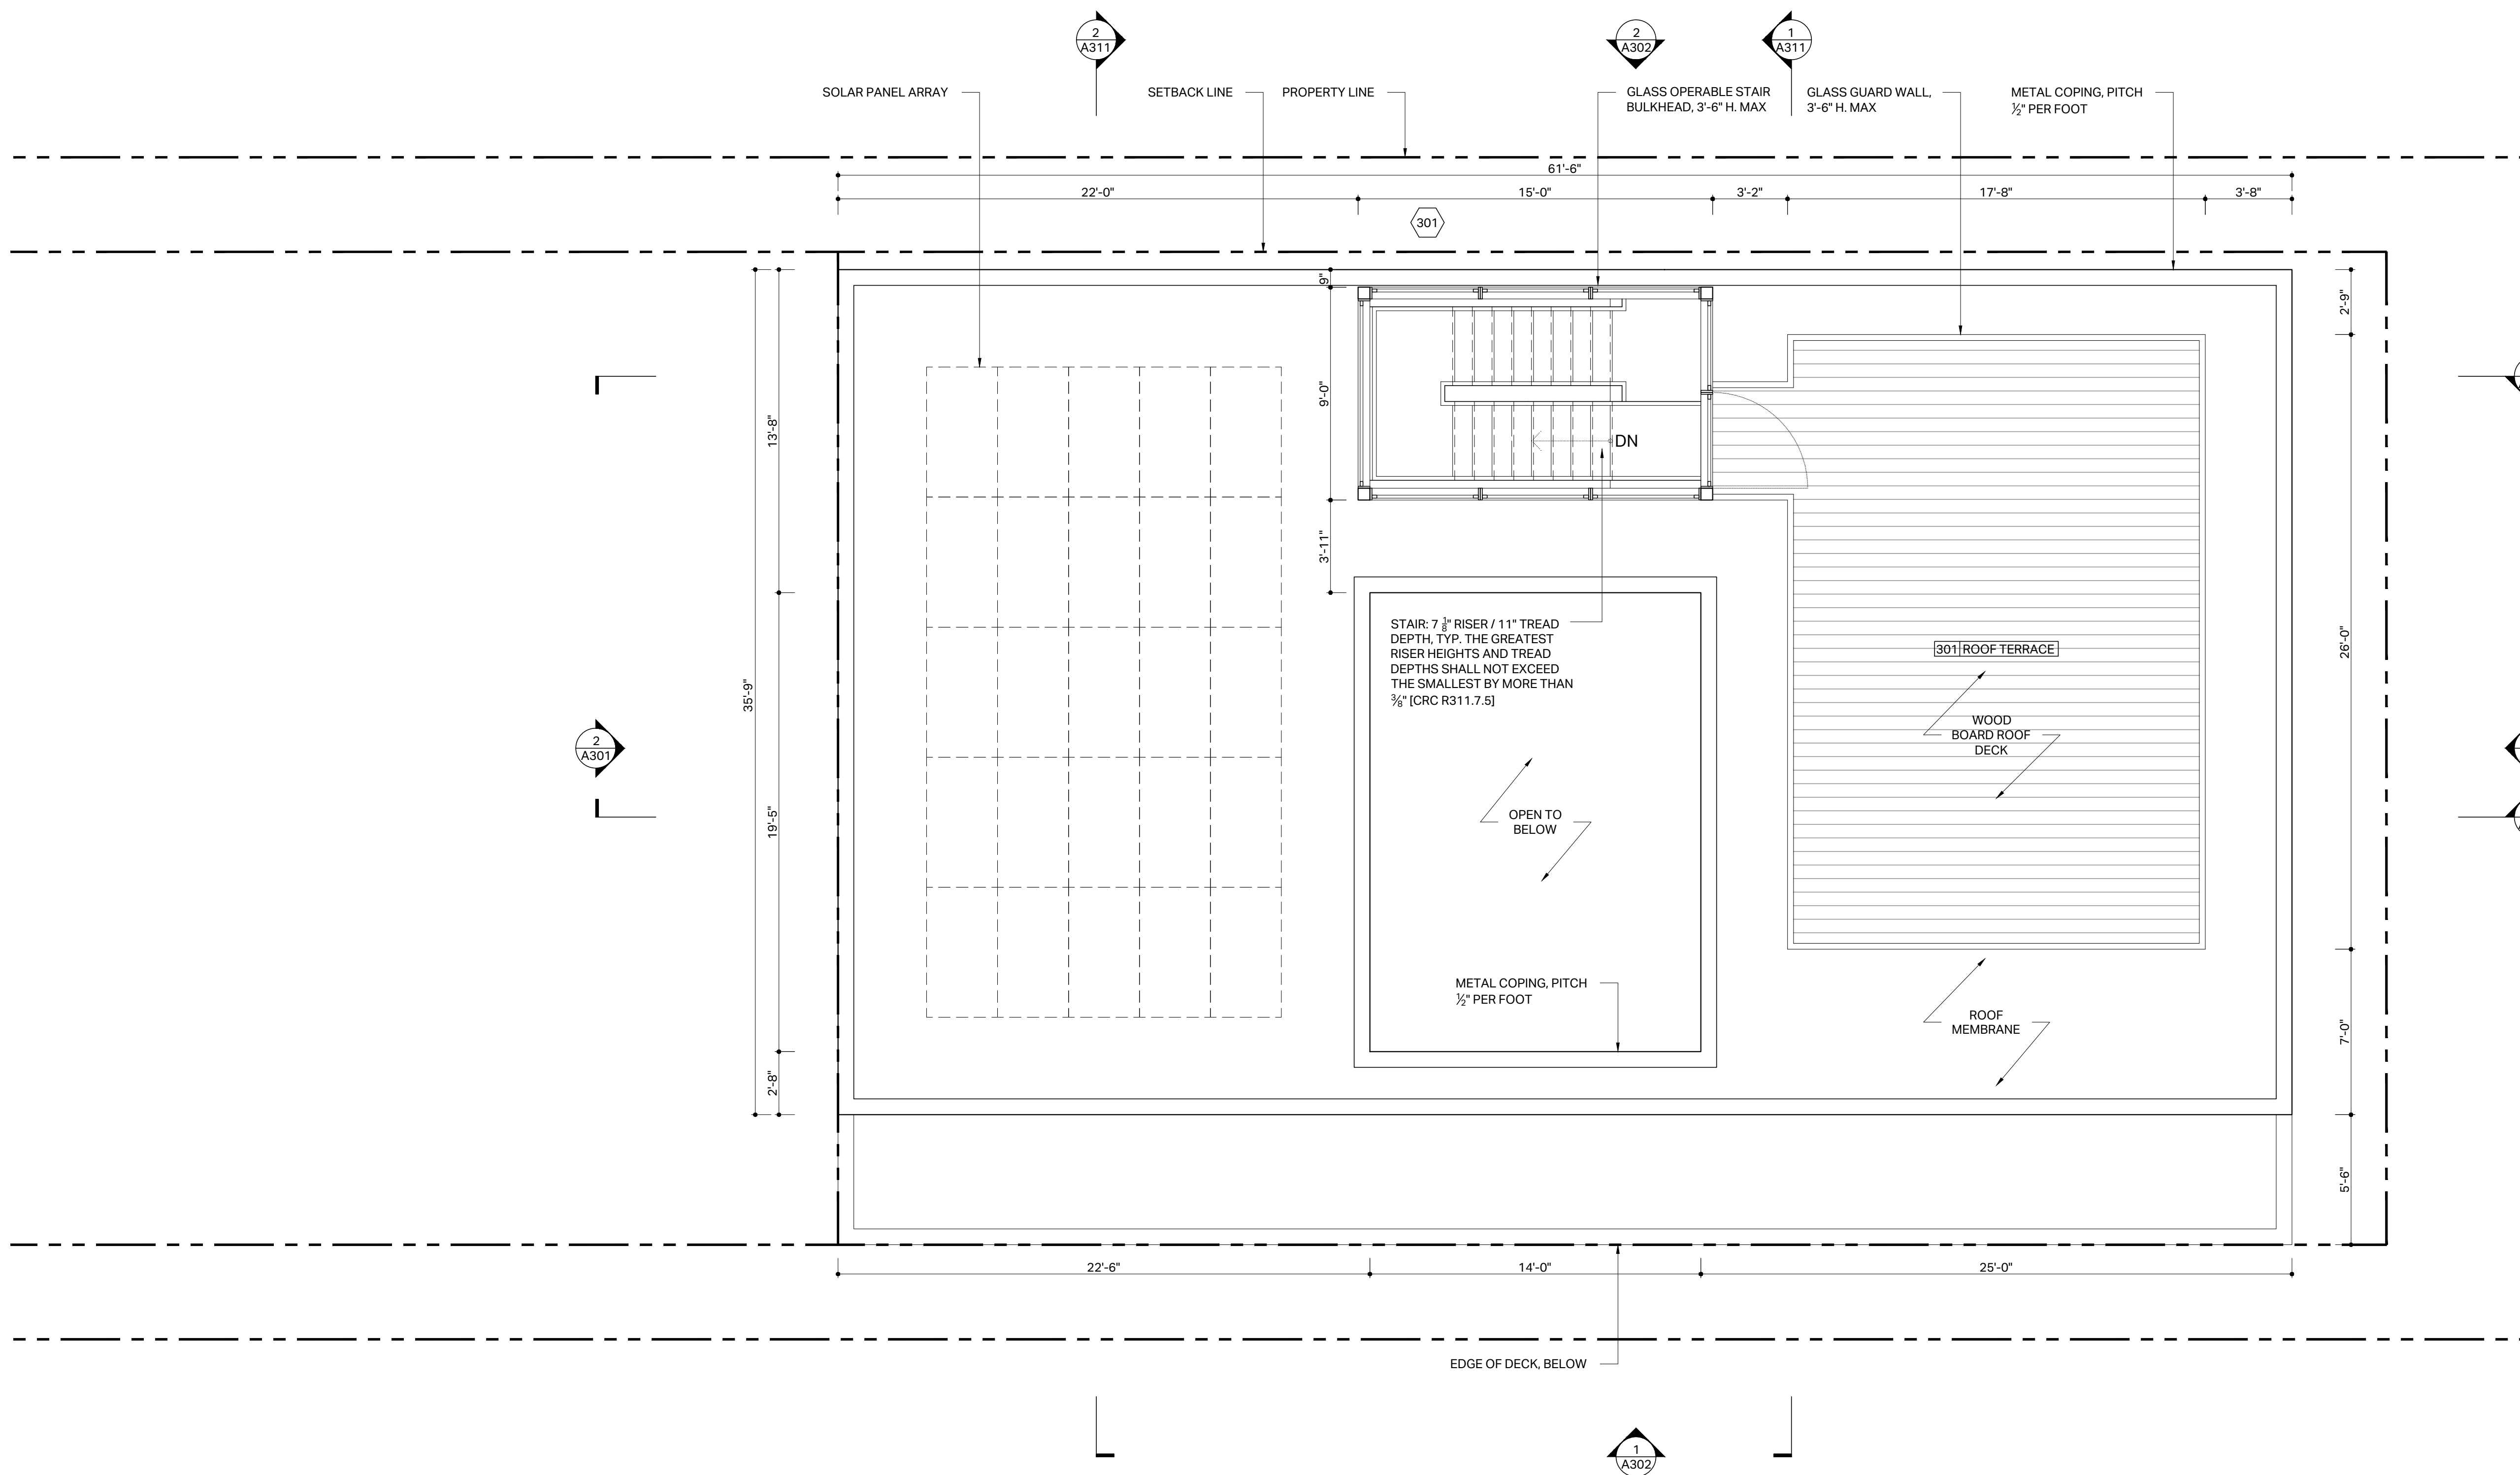 2
A311
2
A302
1
A311
SOLAR PANEL ARRAY
SETBACK LINE
PROPERTY LINE
GLASS OPERABLE STAIR
BULKHEAD, 3'-6" H. MAX
GLASS GUARD WALL,
3'-6" H. MAX
METAL COPING, PITCH
½" PER FOOT
61'-6"
22'-0"
15'-0"
3'-2"
17'-8"
3'-8"
301
9"
2'-9"
9'-0"
13'-8"
DN
3'-11"
STAIR: 7 ⅛" RISER / 11" TREAD
DEPTH, TYP. THE GREATEST
RISER HEIGHTS AND TREAD
DEPTHS SHALL NOT EXCEED
THE SMALLEST BY MORE THAN
⅜" [CRC R311.7.5]
26'-0"
301 ROOF TERRACE
35'-9"
WOOD
BOARD ROOF
DECK
2
A301
19'-5"
OPEN TO
BELOW
METAL COPING, PITCH
½" PER FOOT
ROOF
MEMBRANE
7'-0"
2'-8"
5'-6"
22'-6"
14'-0"
25'-0"
EDGE OF DECK, BELOW
1
A302